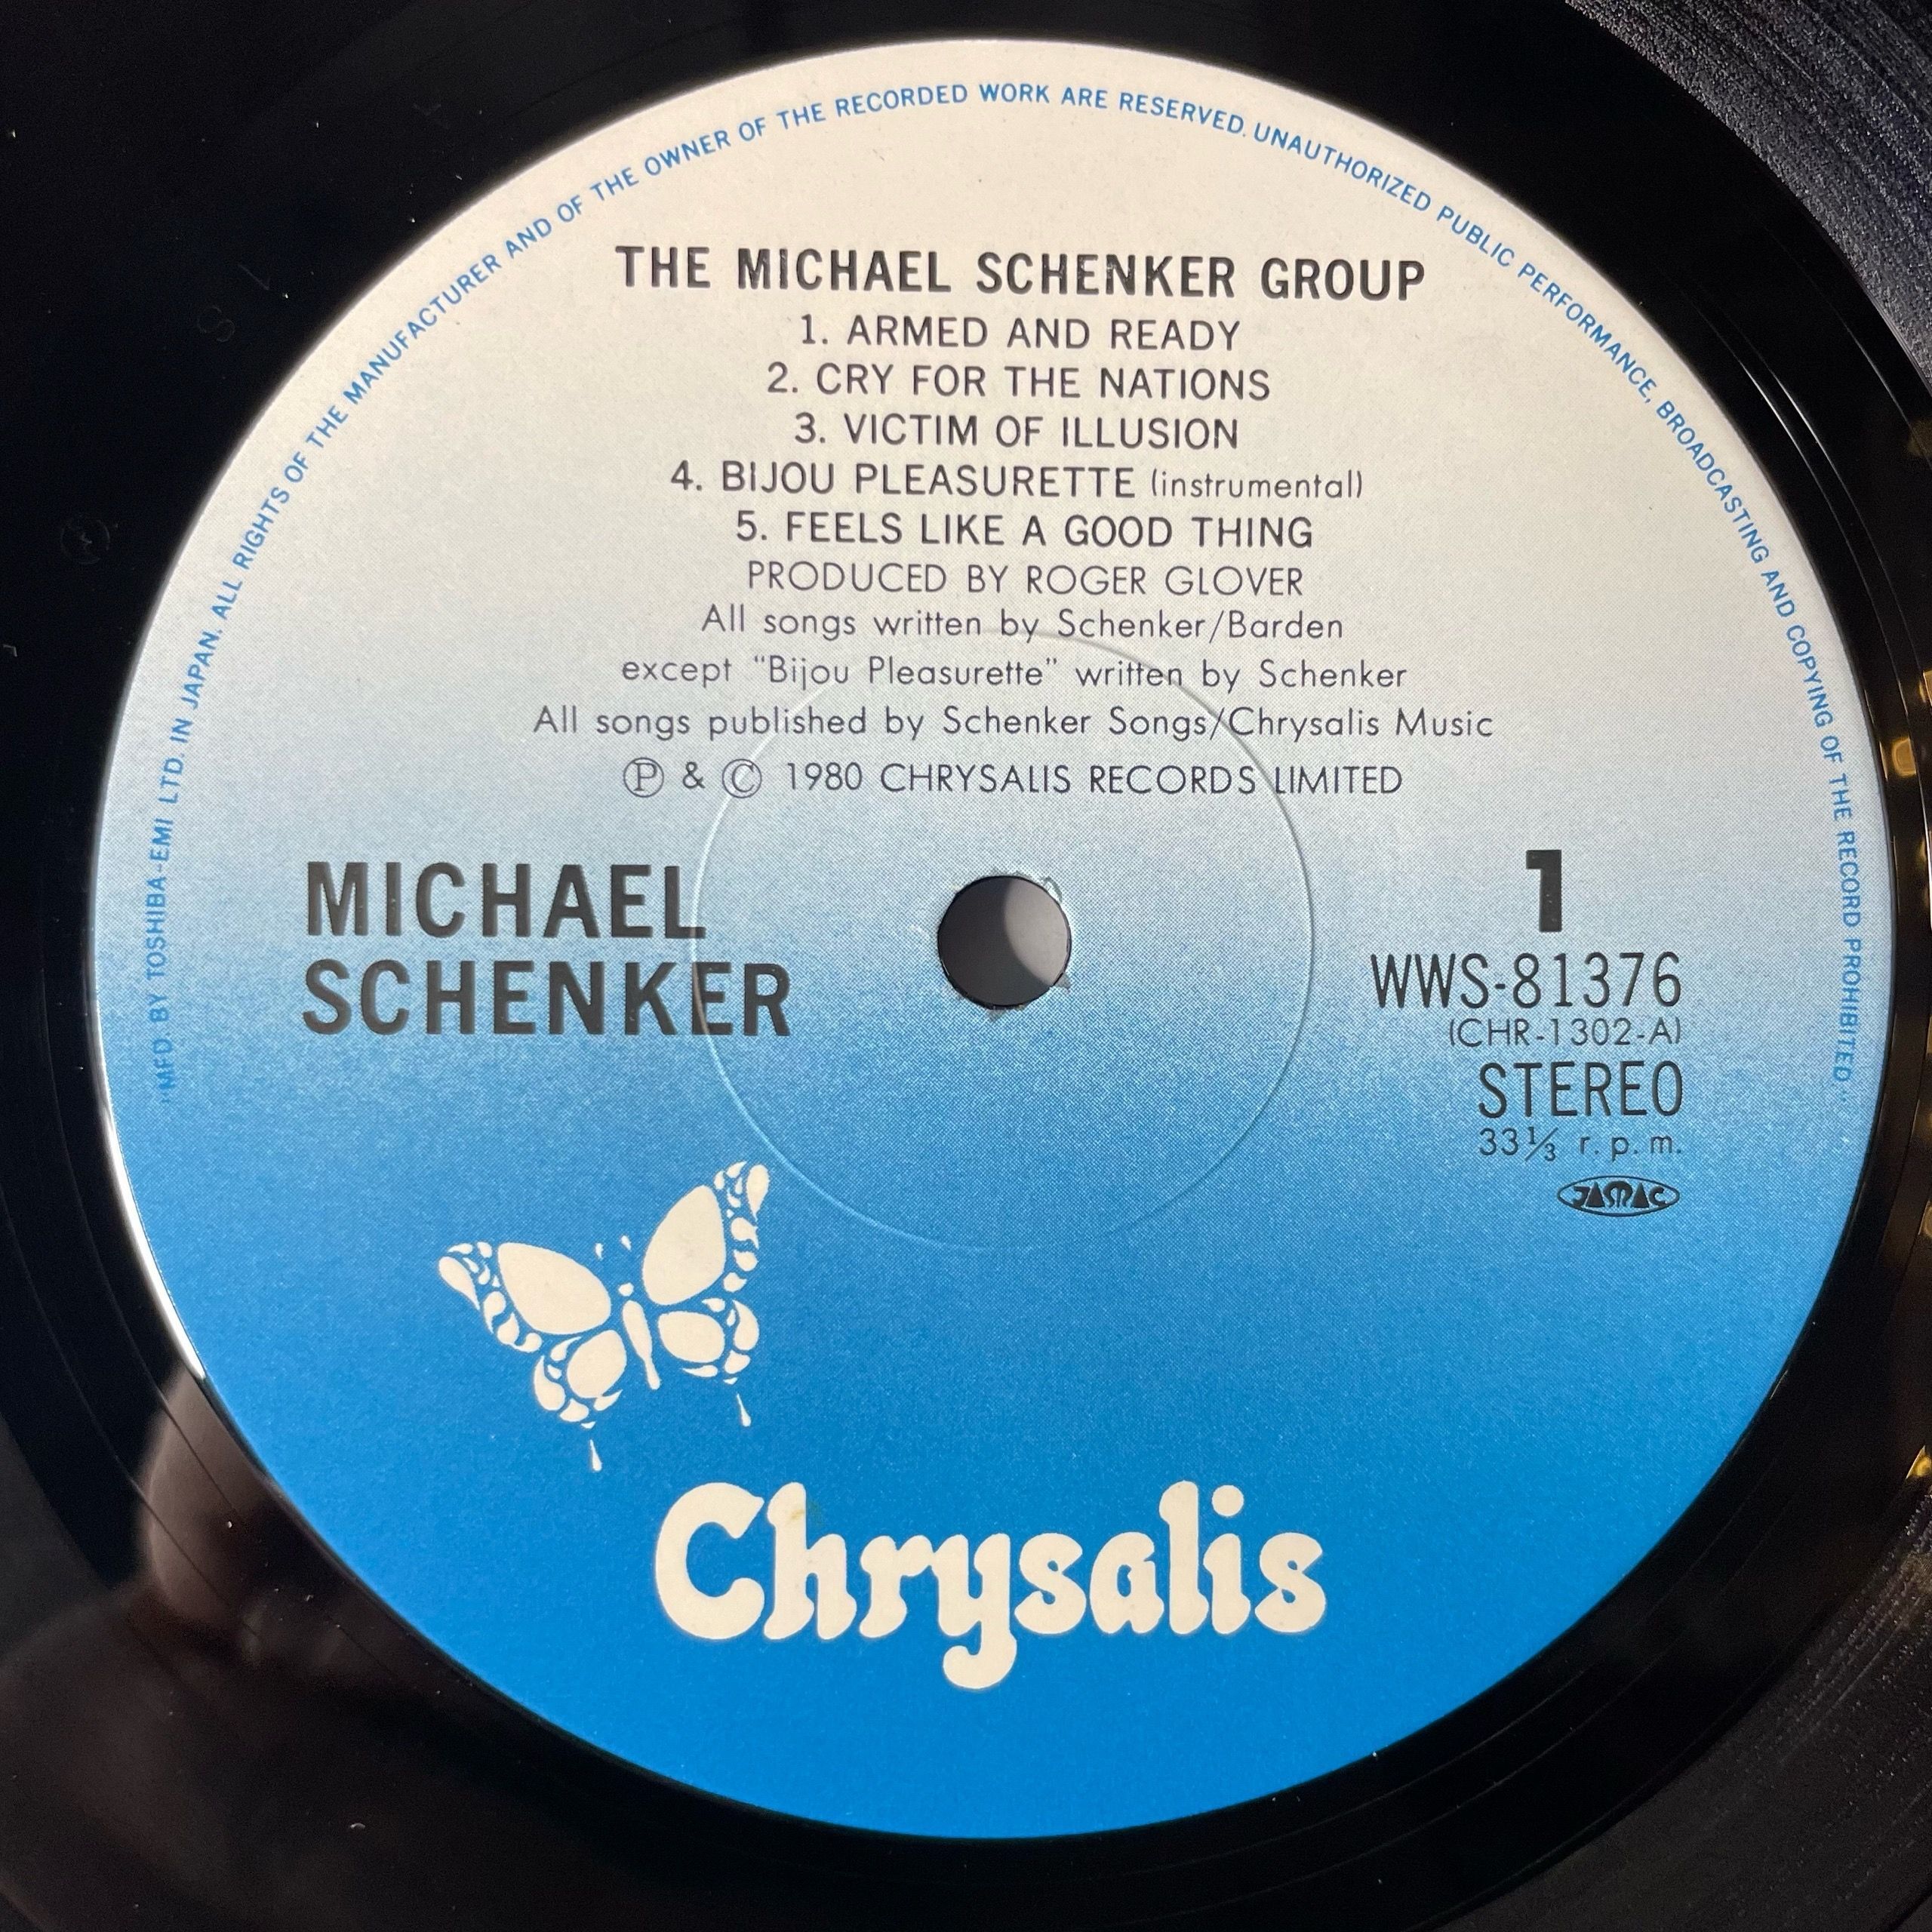 "MFD. BY TOSHIBA-EMI LTD. IN JAPAN. ALL RIGHTS OF THE MANUFACTURER AND OF THE OWNER OF THE RECORDED WORK ARE RESERVED. UNAUTHORIZED PUBLIC PERFORMANCE, BROADCASTING AND COPYING OF THE RECORD PROHIBITED."
THE MICHAEL SCHENKER GROUP
1. ARMED AND READY
2. CRY FOR THE NATIONS
3. VICTIM OF ILLUSION
4. BIJOU PLEASURETTE (instrumental)
5. FEELS LIKE A GOOD THING
PRODUCED BY ROGER GLOVER
All songs written by Schenker/Barden
except "Bijou Pleasurette" written by Schenker
All songs published by Schenker Songs/Chrysalis Music
Ⓟ & Ⓒ 1980 CHRYSALIS RECORDS LIMITED
MICHAEL
SCHENKER
1
WWS-81376
(CHR-1302-A)
STEREO
33⅓ r.p.m.
JASRAC
Chrysalis